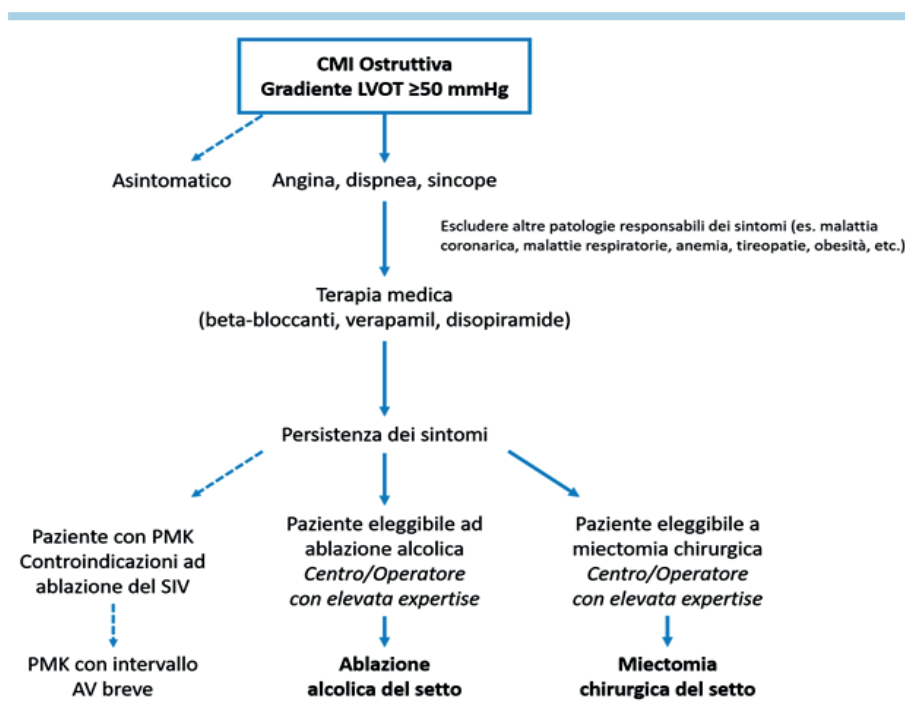 CMI Ostruttiva
Gradiente LVOT ≥50 mmHg
Asintomatico
Angina, dispnea, sincope
Escludere altre patologie responsabili dei sintomi (es. malattia
coronarica, malattie respiratorie, anemia, tireopatie, obesità, etc.)
Terapia medica
(beta-bloccanti, verapamil, disopiramide)
Persistenza dei sintomi
Paziente con PMK
Controindicazioni ad
ablazione del SIV
Paziente eleggibile ad
ablazione alcolica
Centro/Operatore
con elevata expertise
Paziente eleggibile a
miectomia chirurgica
Centro/Operatore
con elevata expertise
PMK con intervallo
AV breve
Ablazione
alcolica del setto
Miectomia
chirurgica del setto